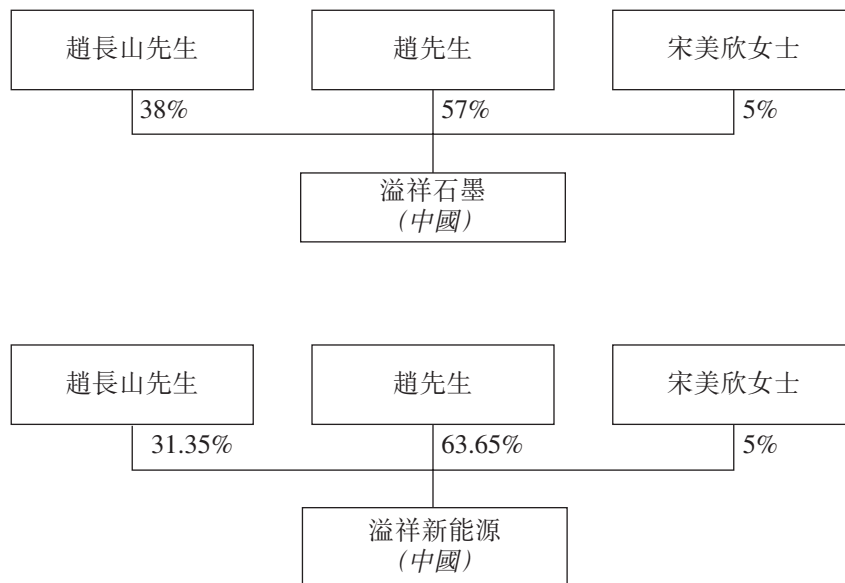 趙長山先生
趙先生
宋美欣女士
38%
57%
5%
溢祥石墨
(中國)
趙長山先生
趙先生
宋美欣女士
31.35%
63.65%
5%
溢祥新能源
(中國)